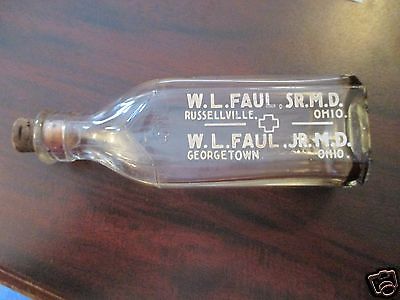 W.L.FAUL, SR.M.D.
RUSSELLVILLE, OHIO.
W.L.FAUL, JR.M.D.
GEORGETOWN, OHIO.